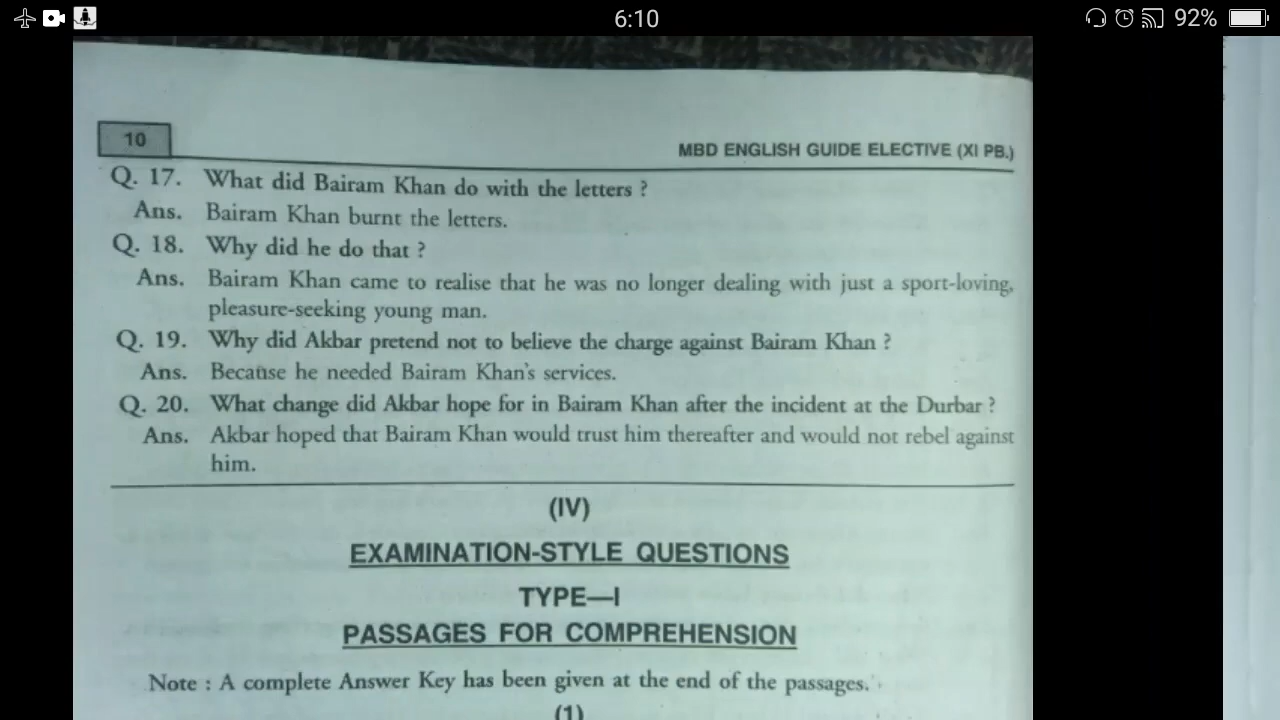 6:10
92%
10
MBD ENGLISH GUIDE ELECTIVE (XI PB.)
Q. 17. What did Bairam Khan do with the letters ?
Ans. Bairam Khan burnt the letters.
Q. 18. Why did he do that ?
Ans. Bairam Khan came to realise that he was no longer dealing with just a sport-loving,
pleasure-seeking young man.
Q. 19. Why did Akbar pretend not to believe the charge against Bairam Khan ?
Ans. Because he needed Bairam Khan's services.
Q. 20. What change did Akbar hope for in Bairam Khan after the incident at the Durbar ?
Ans. Akbar hoped that Bairam Khan would trust him thereafter and would not rebel against
him.
(IV)
EXAMINATION-STYLE QUESTIONS
TYPE—I
PASSAGES FOR COMPREHENSION
Note : A complete Answer Key has been given at the end of the passages.
(1)